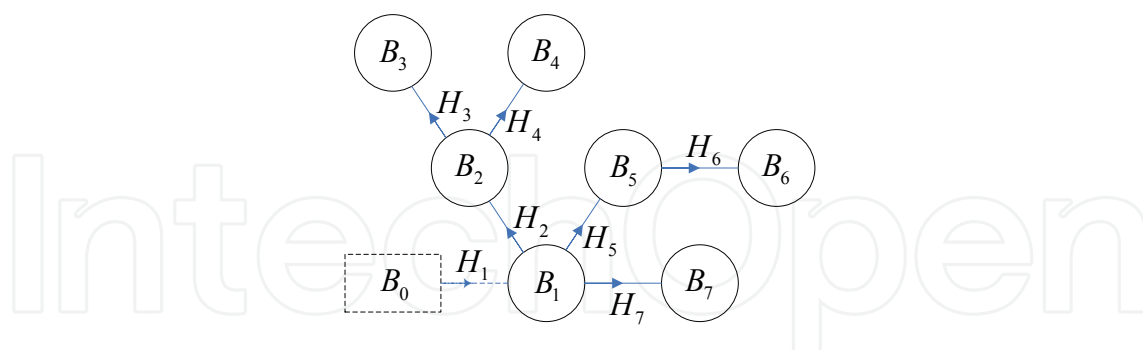 B₃ B₄
H₃ H₄
B₂ B₅ H₆ B₆
H₂ H₅
B₀ H₁ B₁ H₇ B₇
IntechOpen